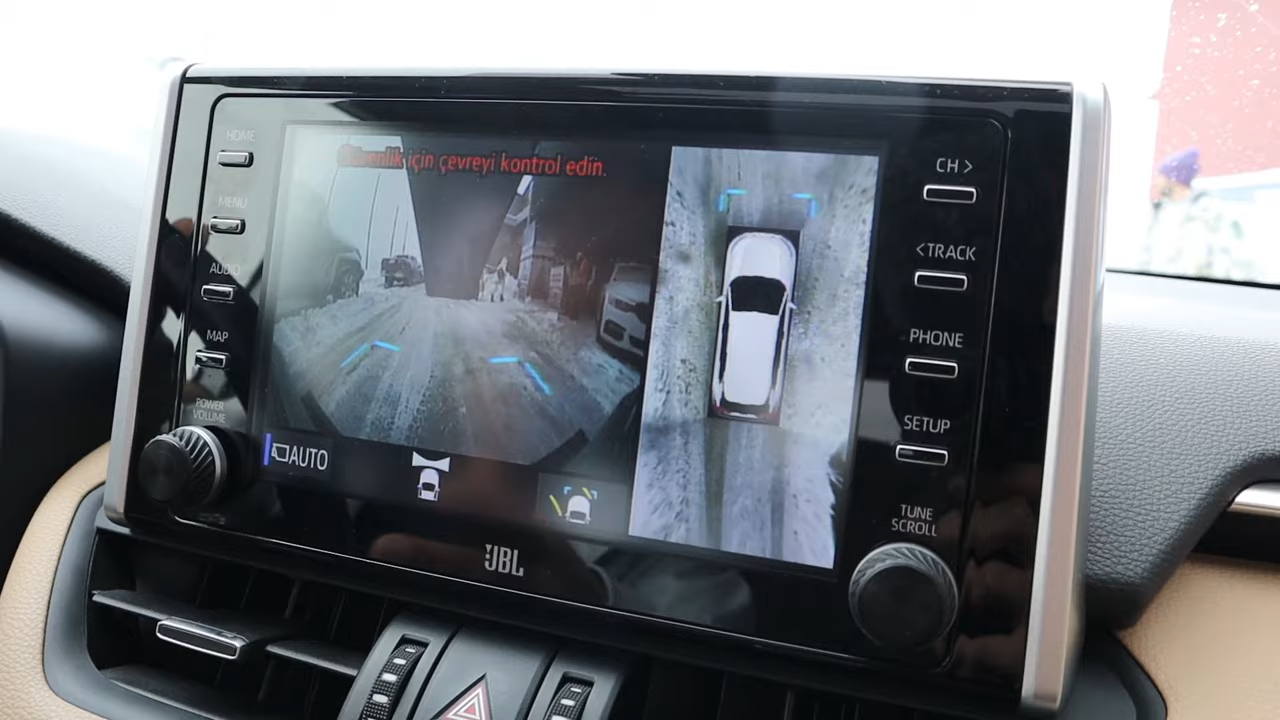 HOME
MENU
AUDIO
MAP
POWER
VOLUME
Güvenlik için çevreyi kontrol edin.
AUTO
JBL
CH >
< TRACK
PHONE
SETUP
TUNE
SCROLL